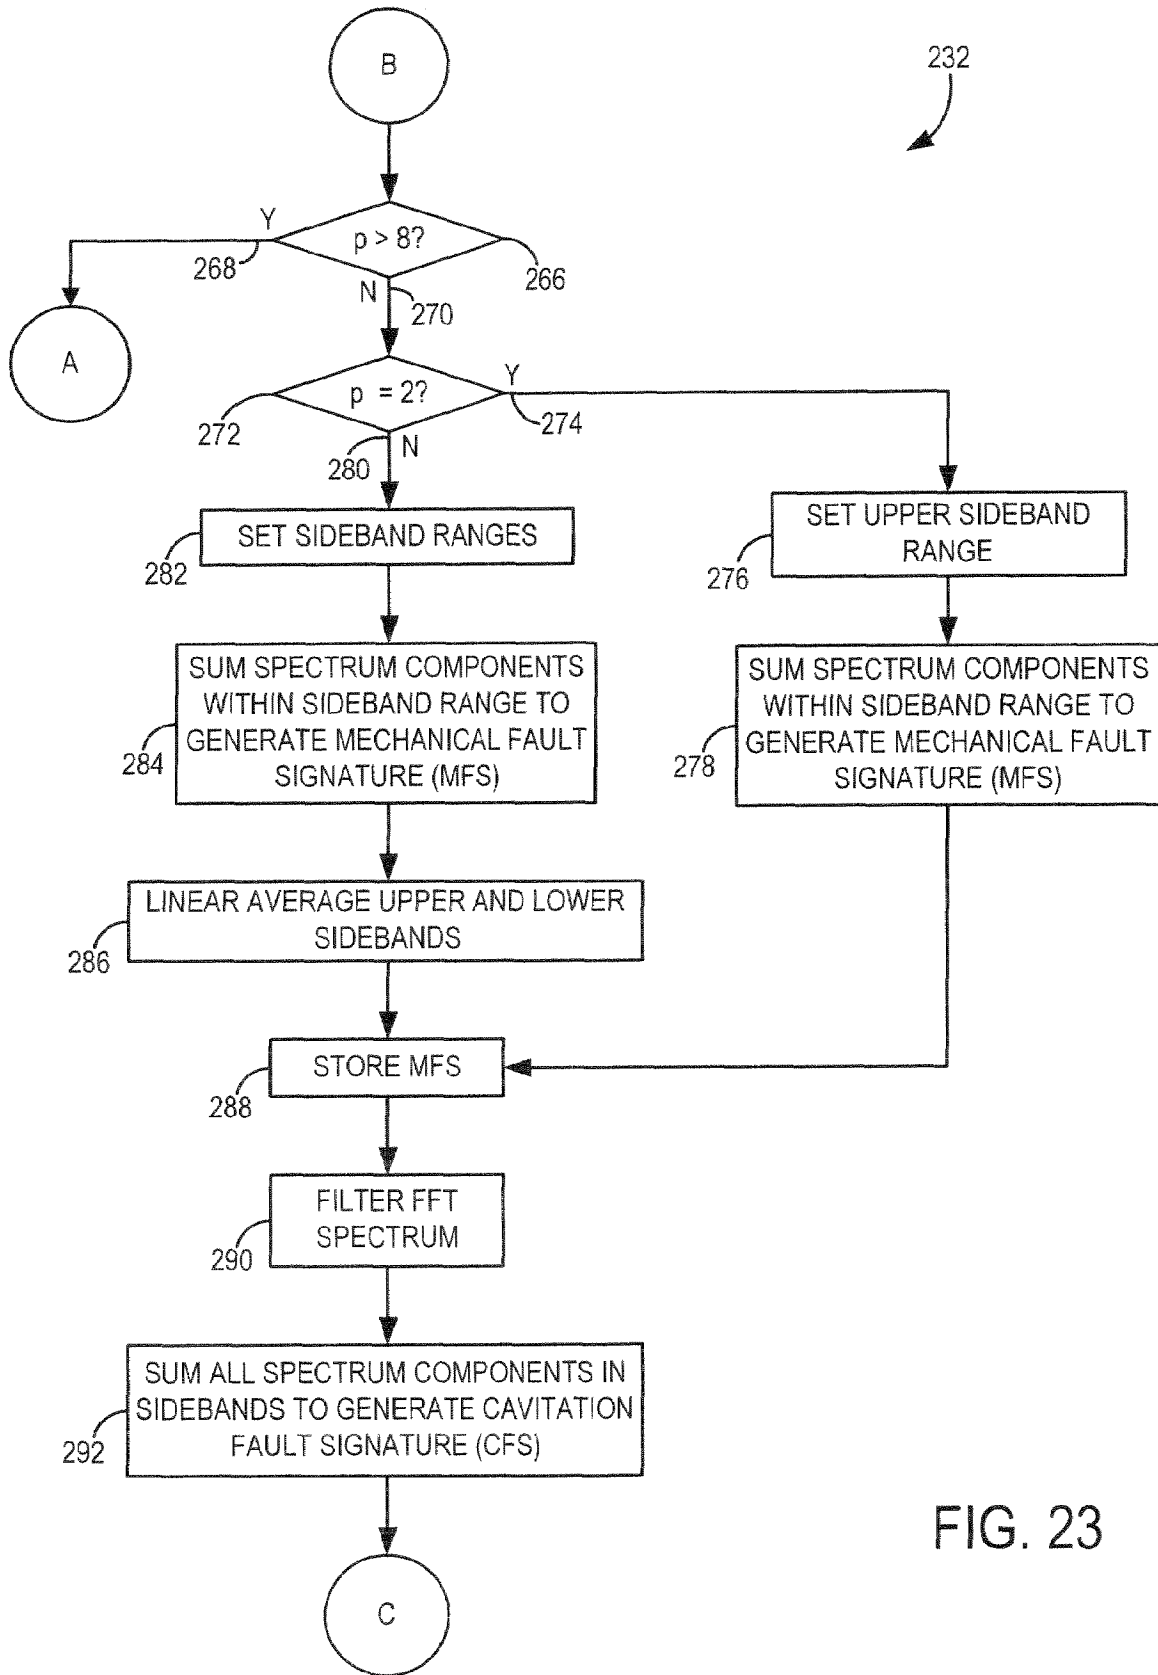 B
232
Y
p > 8?
268
266
N
270
A
p = 2?
Y
272
274
280
N
SET SIDEBAND RANGES
282
SET UPPER SIDEBAND
RANGE
276
SUM SPECTRUM COMPONENTS
WITHIN SIDEBAND RANGE TO
GENERATE MECHANICAL FAULT
SIGNATURE (MFS)
284
SUM SPECTRUM COMPONENTS
WITHIN SIDEBAND RANGE TO
GENERATE MECHANICAL FAULT
SIGNATURE (MFS)
278
LINEAR AVERAGE UPPER AND LOWER
SIDEBANDS
286
STORE MFS
288
FILTER FFT
SPECTRUM
290
SUM ALL SPECTRUM COMPONENTS IN
SIDEBANDS TO GENERATE CAVITATION
FAULT SIGNATURE (CFS)
292
C
FIG. 23